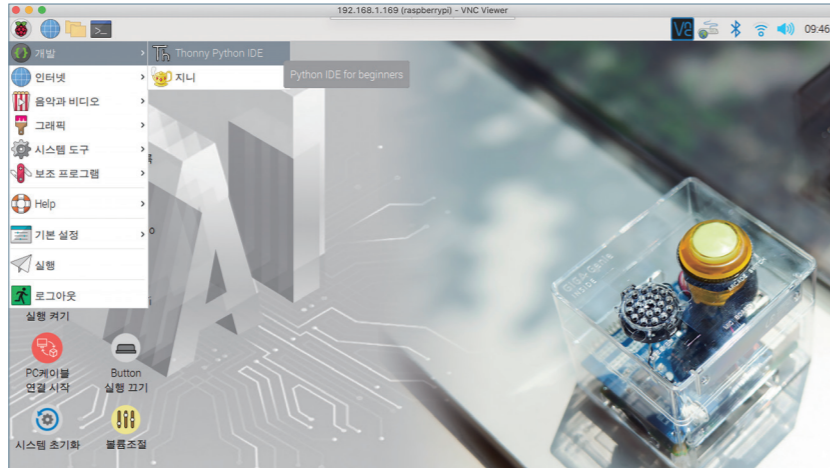 192.168.1.169 (raspberrypi) - VNC Viewer
09:46
개발
Thonny Python IDE
지니
Python IDE for beginners
인터넷
음악과 비디오
그래픽
시스템 도구
보조 프로그램
Help
기본 설정
실행
로그아웃
실행 켜기
PC케이블
연결 시작
Button
실행 끄기
시스템 초기화
볼륨조절
AI